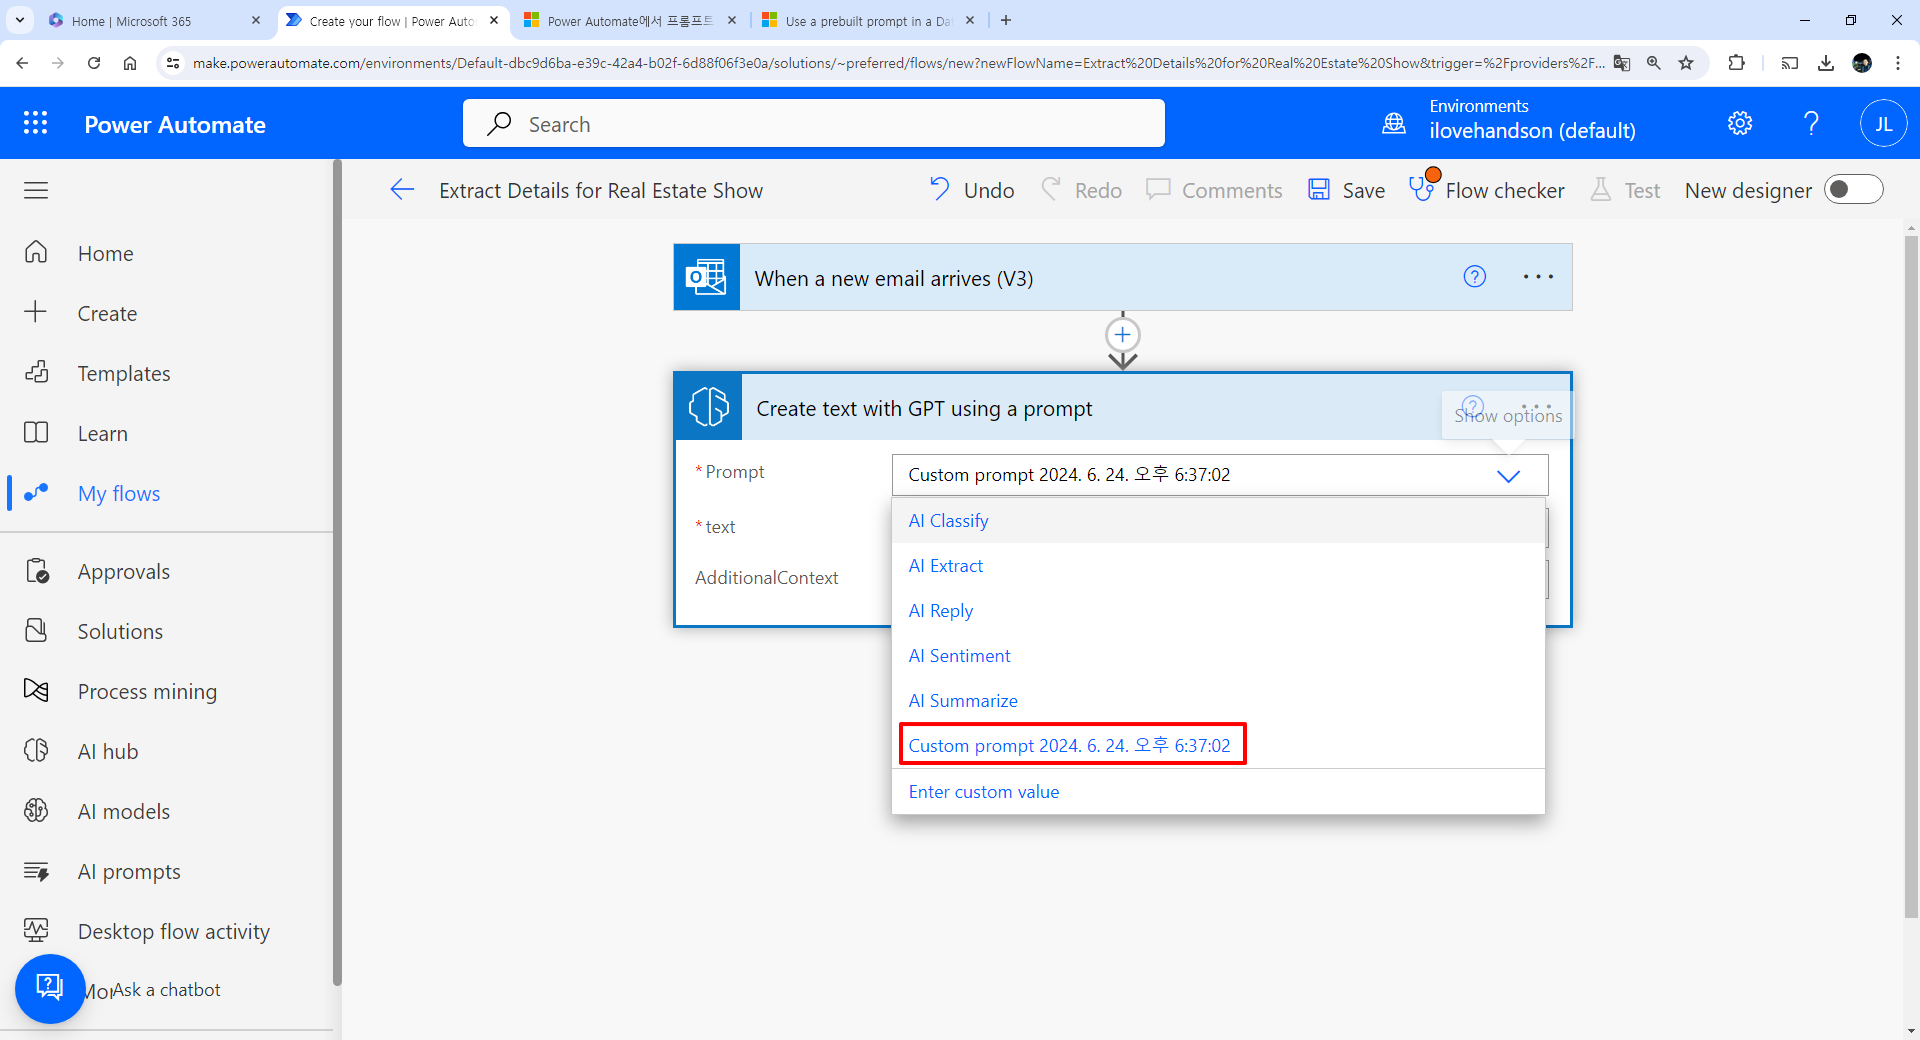 Home | Microsoft 365
Create your flow | Power Auto
Power Automate에서 프롬프트
Use a prebuilt prompt in a Da
make.powerautomate.com/environments/Default-dbc9d6ba-e39c-42a4-b02f-6d88f06f3e0a/solutions/~preferred/flows/new?newFlowName=Extract%20Details%20for%20Real%20Estate%20Show&trigger=%2Fproviders%2F...
Power Automate
Search
Environments
ilovehandson (default)
JL
Extract Details for Real Estate Show
Undo
Redo
Comments
Save
Flow checker
Test
New designer
Home
Create
Templates
Learn
My flows
Approvals
Solutions
Process mining
AI hub
AI models
AI prompts
Desktop flow activity
Mor
Ask a chatbot
When a new email arrives (V3)
Create text with GPT using a prompt
Show options
* Prompt
Custom prompt 2024. 6. 24. 오후 6:37:02
* text
AdditionalContext
AI Classify
AI Extract
AI Reply
AI Sentiment
AI Summarize
Custom prompt 2024. 6. 24. 오후 6:37:02
Enter custom value